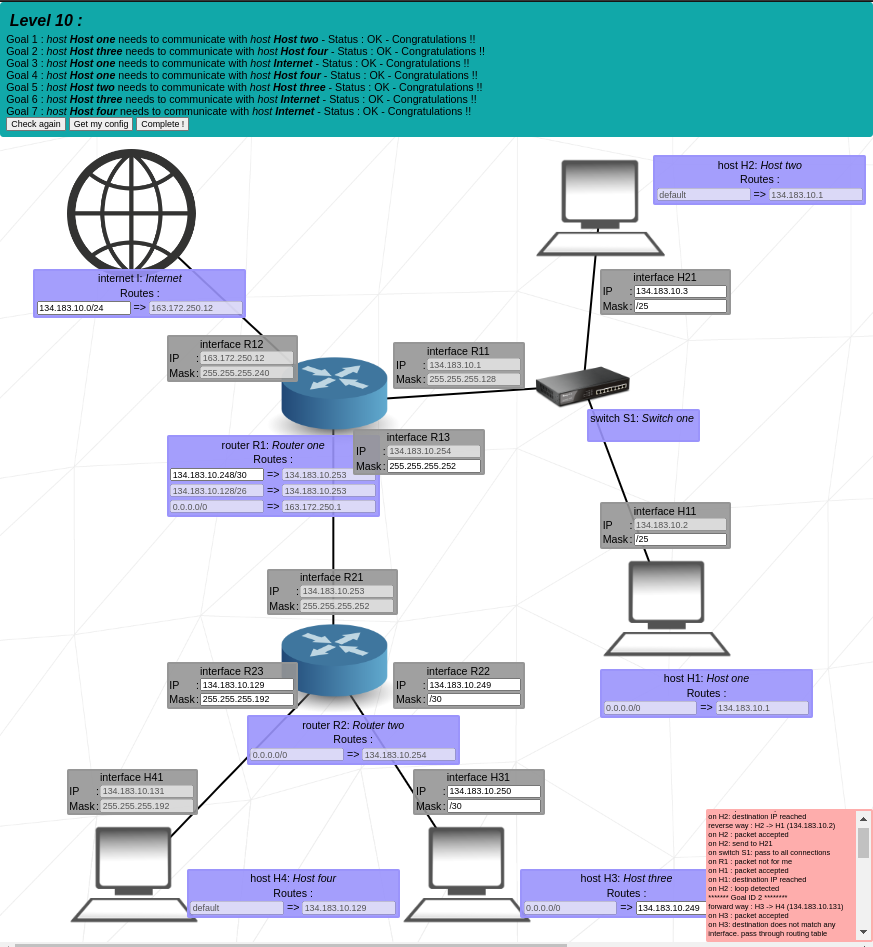 Level 10 :
Goal 1 : host Host one needs to communicate with host Host two - Status : OK - Congratulations !!
Goal 2 : host Host three needs to communicate with host Host four - Status : OK - Congratulations !!
Goal 3 : host Host one needs to communicate with host Internet - Status : OK - Congratulations !!
Goal 4 : host Host one needs to communicate with host Host four - Status : OK - Congratulations !!
Goal 5 : host Host two needs to communicate with host Host three - Status : OK - Congratulations !!
Goal 6 : host Host three needs to communicate with host Internet - Status : OK - Congratulations !!
Goal 7 : host Host four needs to communicate with host Internet - Status : OK - Congratulations !!
Check again Get my config Complete !
host H2: Host two
Routes :
default => 134.183.10.1
internet I: Internet
Routes :
134.183.10.0/24 => 163.172.250.12
interface H21
IP : 134.183.10.3
Mask : /25
interface R12
IP : 163.172.250.12
Mask : 255.255.255.240
interface R11
IP : 134.183.10.1
Mask : 255.255.255.128
switch S1: Switch one
interface R13
IP : 134.183.10.254
Mask : 255.255.255.252
router R1: Router one
Routes :
134.183.10.248/30 => 134.183.10.253
134.183.10.128/26 => 134.183.10.253
0.0.0.0/0 => 163.172.250.1
interface H11
IP : 134.183.10.2
Mask : /25
interface R21
IP : 134.183.10.253
Mask : 255.255.255.252
interface R23
IP : 134.183.10.129
Mask : 255.255.255.192
interface R22
IP : 134.183.10.249
Mask : /30
host H1: Host one
Routes :
0.0.0.0/0 => 134.183.10.1
router R2: Router two
Routes :
0.0.0.0/0 => 134.183.10.254
interface H41
IP : 134.183.10.131
Mask : 255.255.255.192
interface H31
IP : 134.183.10.250
Mask : /30
host H4: Host four
Routes :
default => 134.183.10.129
host H3: Host three
Routes :
0.0.0.0/0 => 134.183.10.249
on H2: destination IP reached
reverse way : H2 -> H1 (134.183.10.2)
on H2 : packet accepted
on H2: send to H21
on switch S1: pass to all connections
on R1 : packet not for me
on H1 : packet accepted
on H1: destination IP reached
on H2 : loop detected
******* Goal ID 2 ********
forward way : H3 -> H4 (134.183.10.131)
on H3 : packet accepted
on H3: destination does not match any
interface. pass through routing table